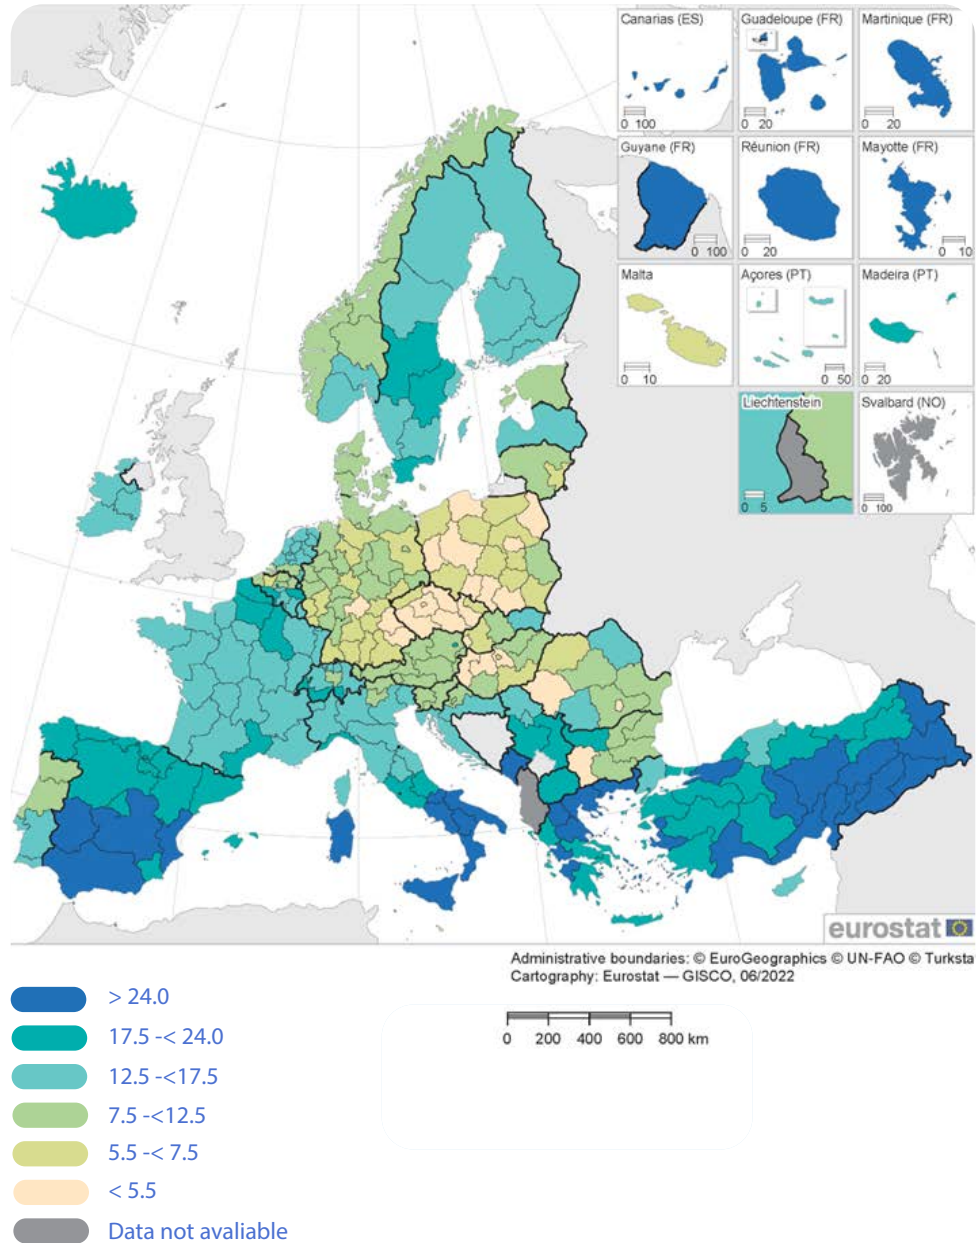 Canarias (ES)
0 100
Guadeloupe (FR)
0 20
Martinique (FR)
0 20
Guyane (FR)
0 100
Réunion (FR)
0 20
Mayotte (FR)
0 10
Malta
0 10
Açores (PT)
0 50
Madeira (PT)
0 20
Liechtenstein
0 5
Svalbard (NO)
0 100
eurostat
Administrative boundaries: © EuroGeographics © UN-FAO © Turksta
Cartography: Eurostat — GISCO, 06/2022
0 200 400 600 800 km
> 24.0
17.5 -< 24.0
12.5 -<17.5
7.5 -<12.5
5.5 -< 7.5
< 5.5
Data not avaliable